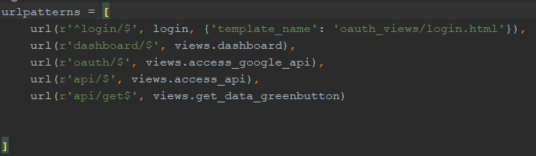 urlpatterns = [
    url(r'^login/$', login, {'template_name': 'oauth_views/login.html'}),
    url(r'dashboard/$', views.dashboard),
    url(r'oauth/$', views.access_google_api),
    url(r'api/$', views.access_api),
    url(r'api/get$', views.get_data_greenbutton)
]